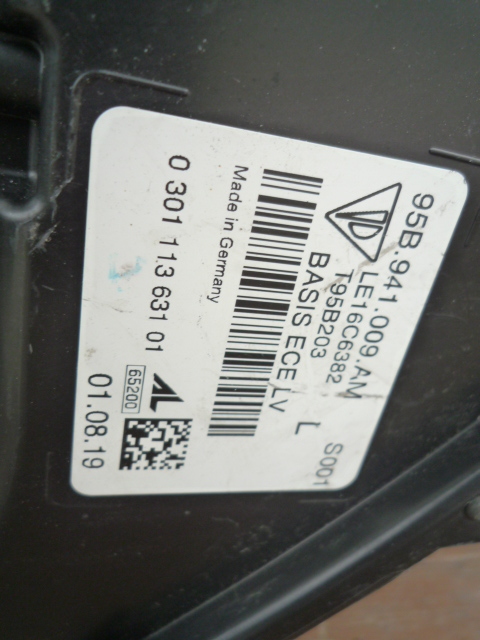 95B.941.009.AM
LE16C6382
T95B203
BASIS ECE LV
L
S001
Made in Germany
0 301 113 631 01
AL
65200
01.08.19